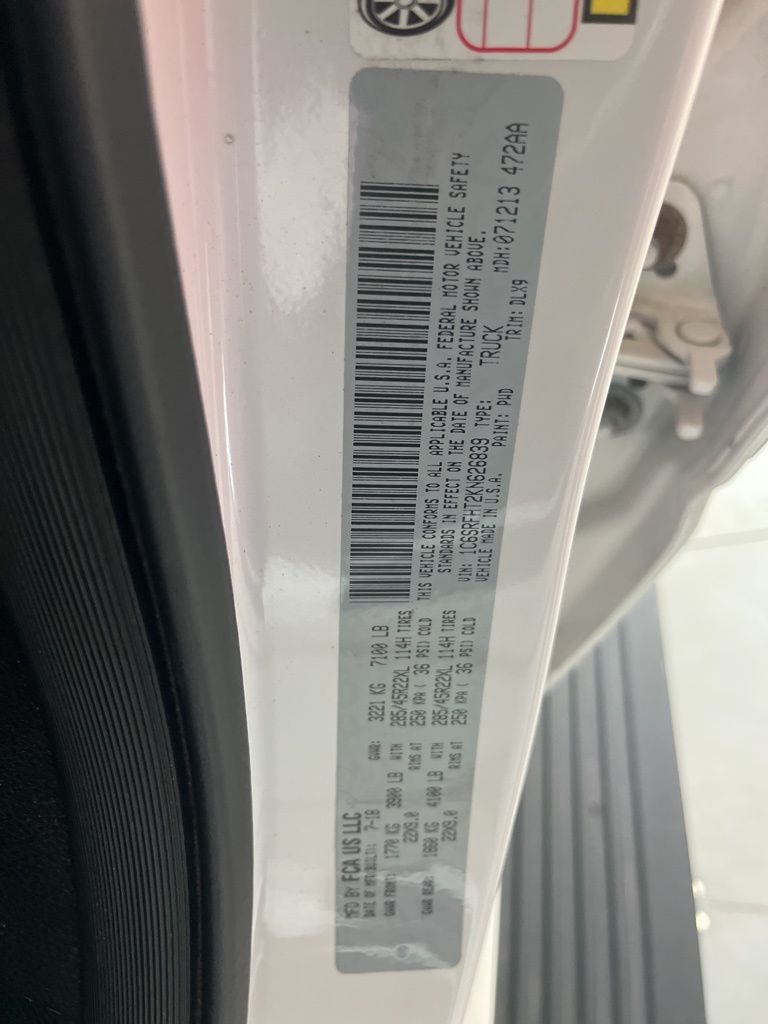 MFD BY FCA US LLC
DATE OF MFR(BUILT): 7-18 GVWR: 3221 KG 7100 LB
GAWR FRONT: 1770 KG 3900 LB WITH 285/45R22XL 114H TIRES
22X9.0 RIMS AT 250 KPA ( 36 PSI) COLD
GAWR REAR: 1860 KG 4100 LB WITH 285/45R22XL 114H TIRES
22X9.0 RIMS AT 250 KPA ( 36 PSI) COLD
THIS VEHICLE CONFORMS TO ALL APPLICABLE U.S.A. FEDERAL MOTOR VEHICLE SAFETY
STANDARDS IN EFFECT ON THE DATE OF MANUFACTURE SHOWN ABOVE.
VIN: 1C6SRFHT2KN626839 TYPE: TRUCK MDH:071213 472AA
VEHICLE MADE IN U.S.A. PAINT: PWD TRIM: DLX9